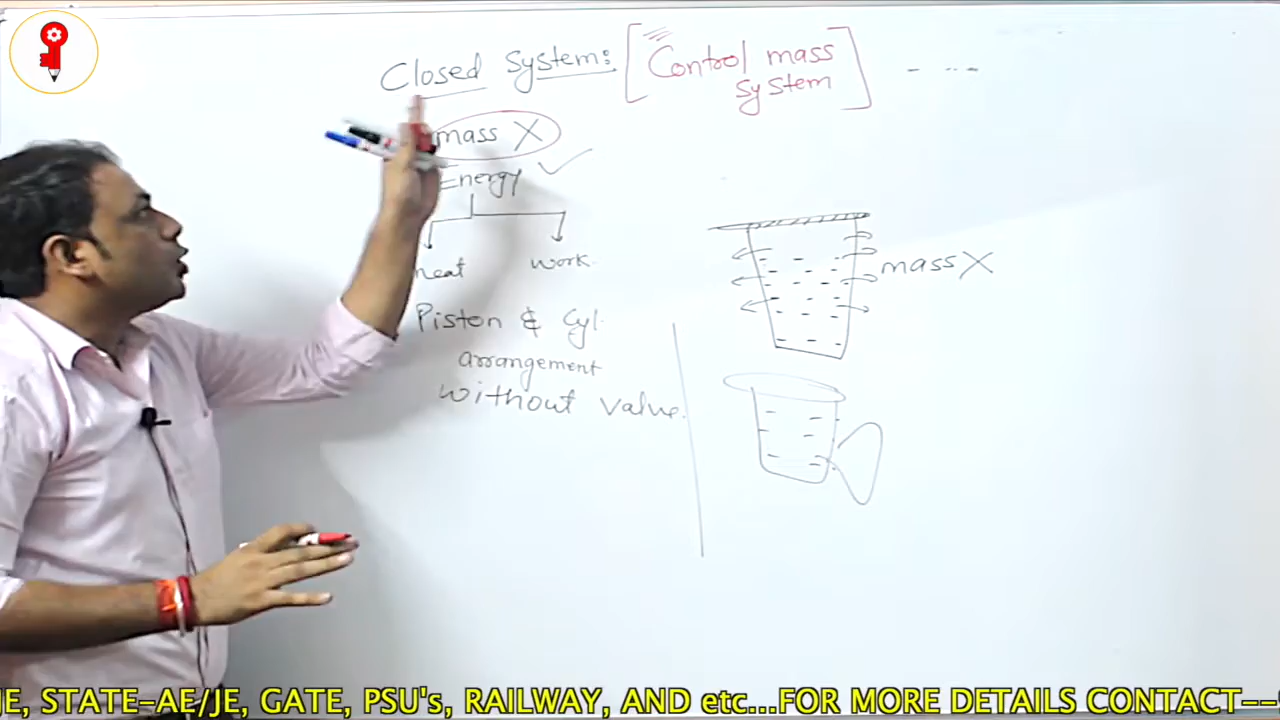 Closed System: [Control mass
system] - - - -
mass X
Energy ✓
heat work
Piston & Cyl.
arrangement
without value.
mass X
JE, STATE-AE/JE, GATE, PSU's, RAILWAY, AND etc...FOR MORE DETAILS CONTACT--